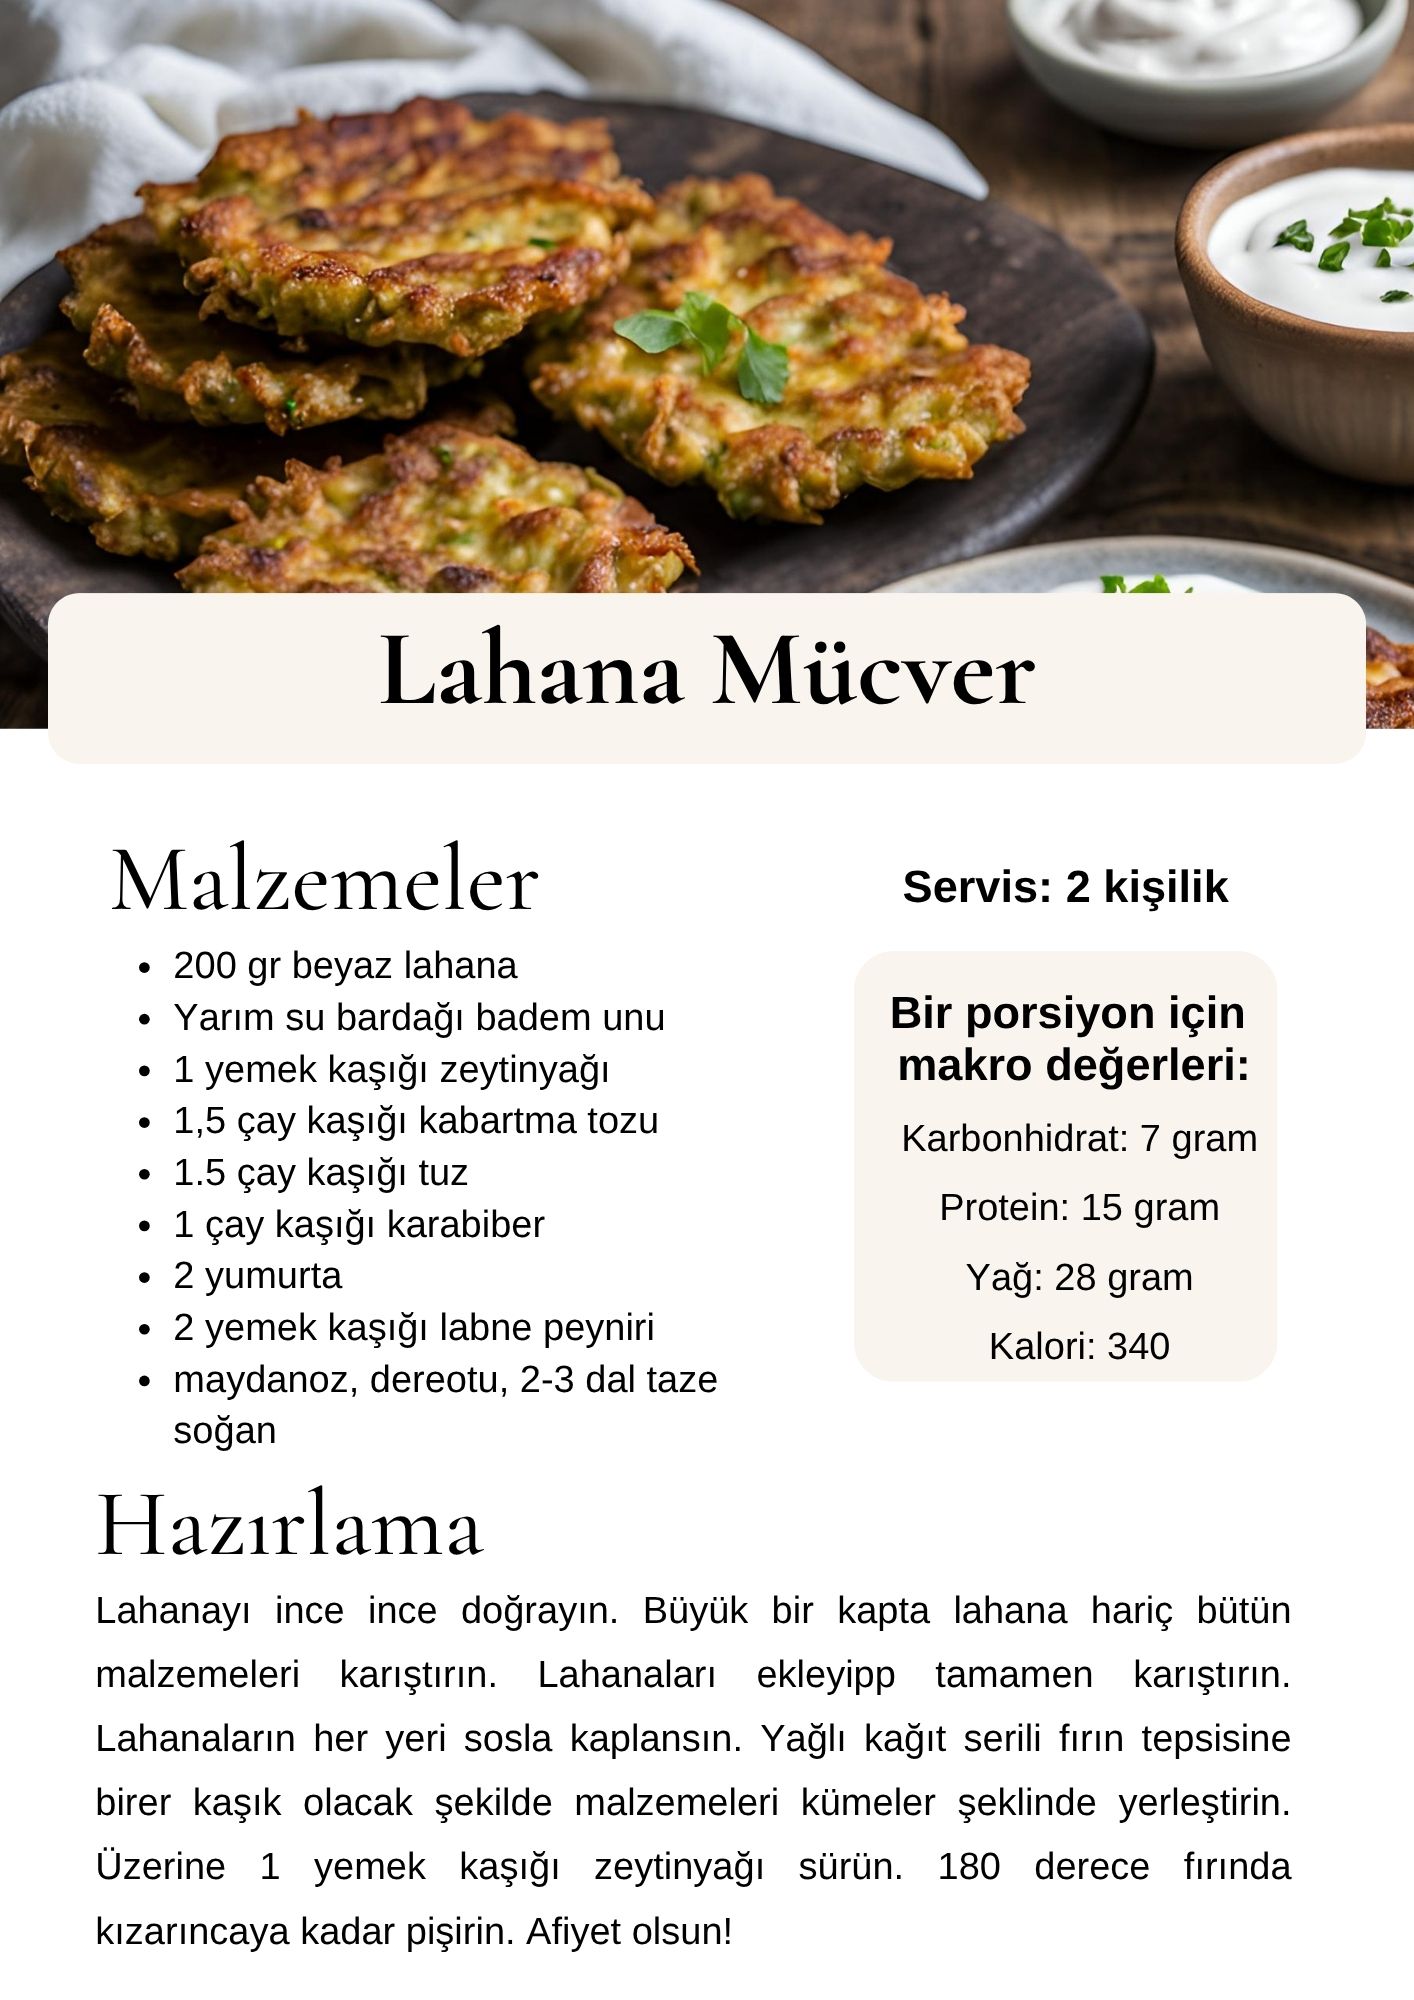 Lahana Mücver
Malzemeler
200 gr beyaz lahana
Yarım su bardağı badem unu
1 yemek kaşığı zeytinyağı
1,5 çay kaşığı kabartma tozu
1.5 çay kaşığı tuz
1 çay kaşığı karabiber
2 yumurta
2 yemek kaşığı labne peyniri
maydanoz, dereotu, 2-3 dal taze
soğan
Servis: 2 kişilik
Bir porsiyon için
makro değerleri:
Karbonhidrat: 7 gram
Protein: 15 gram
Yağ: 28 gram
Kalori: 340
Hazırlama
Lahanayı ince ince doğrayın. Büyük bir kapta lahana hariç bütün
malzemeleri karıştırın. Lahanaları ekleyipp tamamen karıştırın.
Lahanaların her yeri sosla kaplansın. Yağlı kağıt serili fırın tepsisine
birer kaşık olacak şekilde malzemeleri kümeler şeklinde yerleştirin.
Üzerine 1 yemek kaşığı zeytinyağı sürün. 180 derece fırında
kızarıncaya kadar pişirin. Afiyet olsun!